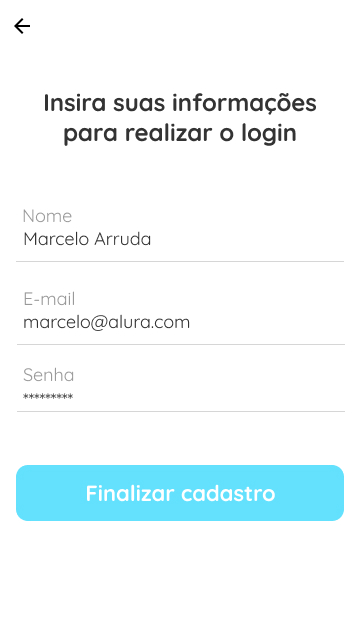 Insira suas informações
para realizar o login
Nome
Marcelo Arruda
E-mail
marcelo@alura.com
Senha
*********
Finalizar cadastro